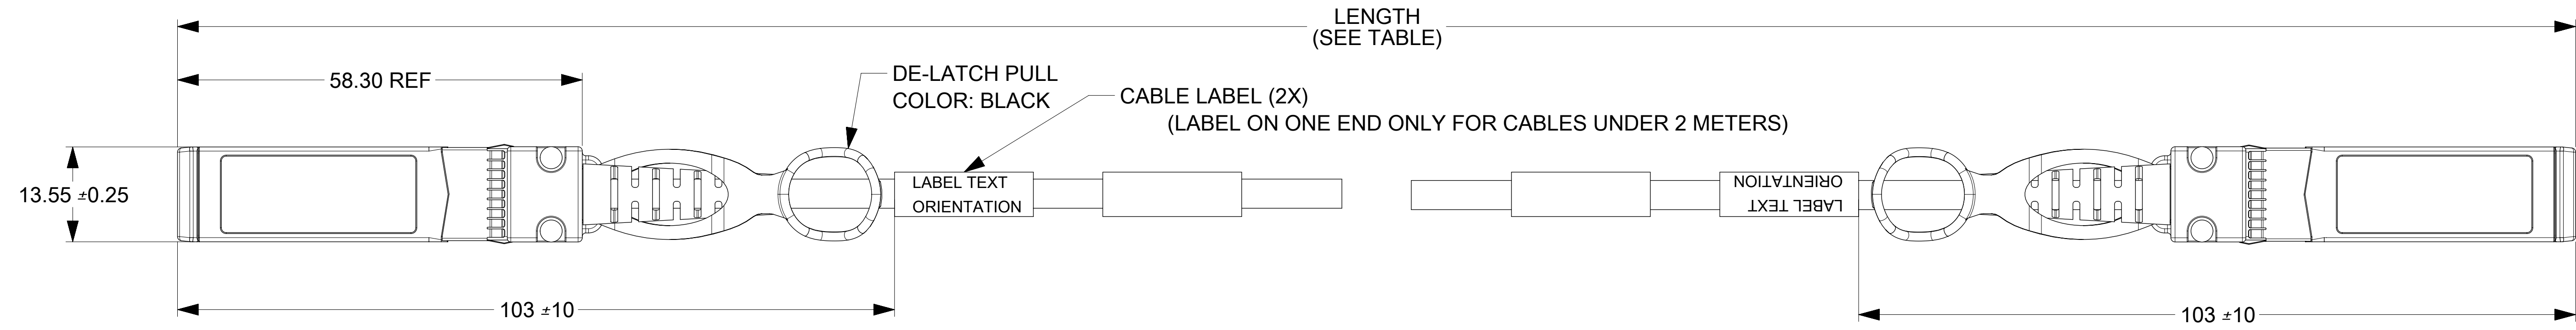 LENGTH
(SEE TABLE)
58.30 REF
DE-LATCH PULL
COLOR: BLACK
CABLE LABEL (2X)
(LABEL ON ONE END ONLY FOR CABLES UNDER 2 METERS)
13.55 ±0.25
LABEL TEXT
ORIENTATION
LABEL TEXT
ORIENTATION
103 ±10
103 ±10